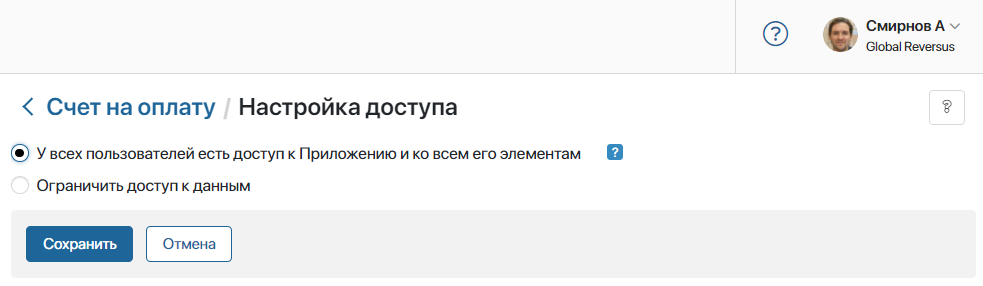 ?
Смирнов А
Global Reversus
Счет на оплату / Настройка доступа
?
У всех пользователей есть доступ к Приложению и ко всем его элементам ?
Ограничить доступ к данным
Сохранить Отмена